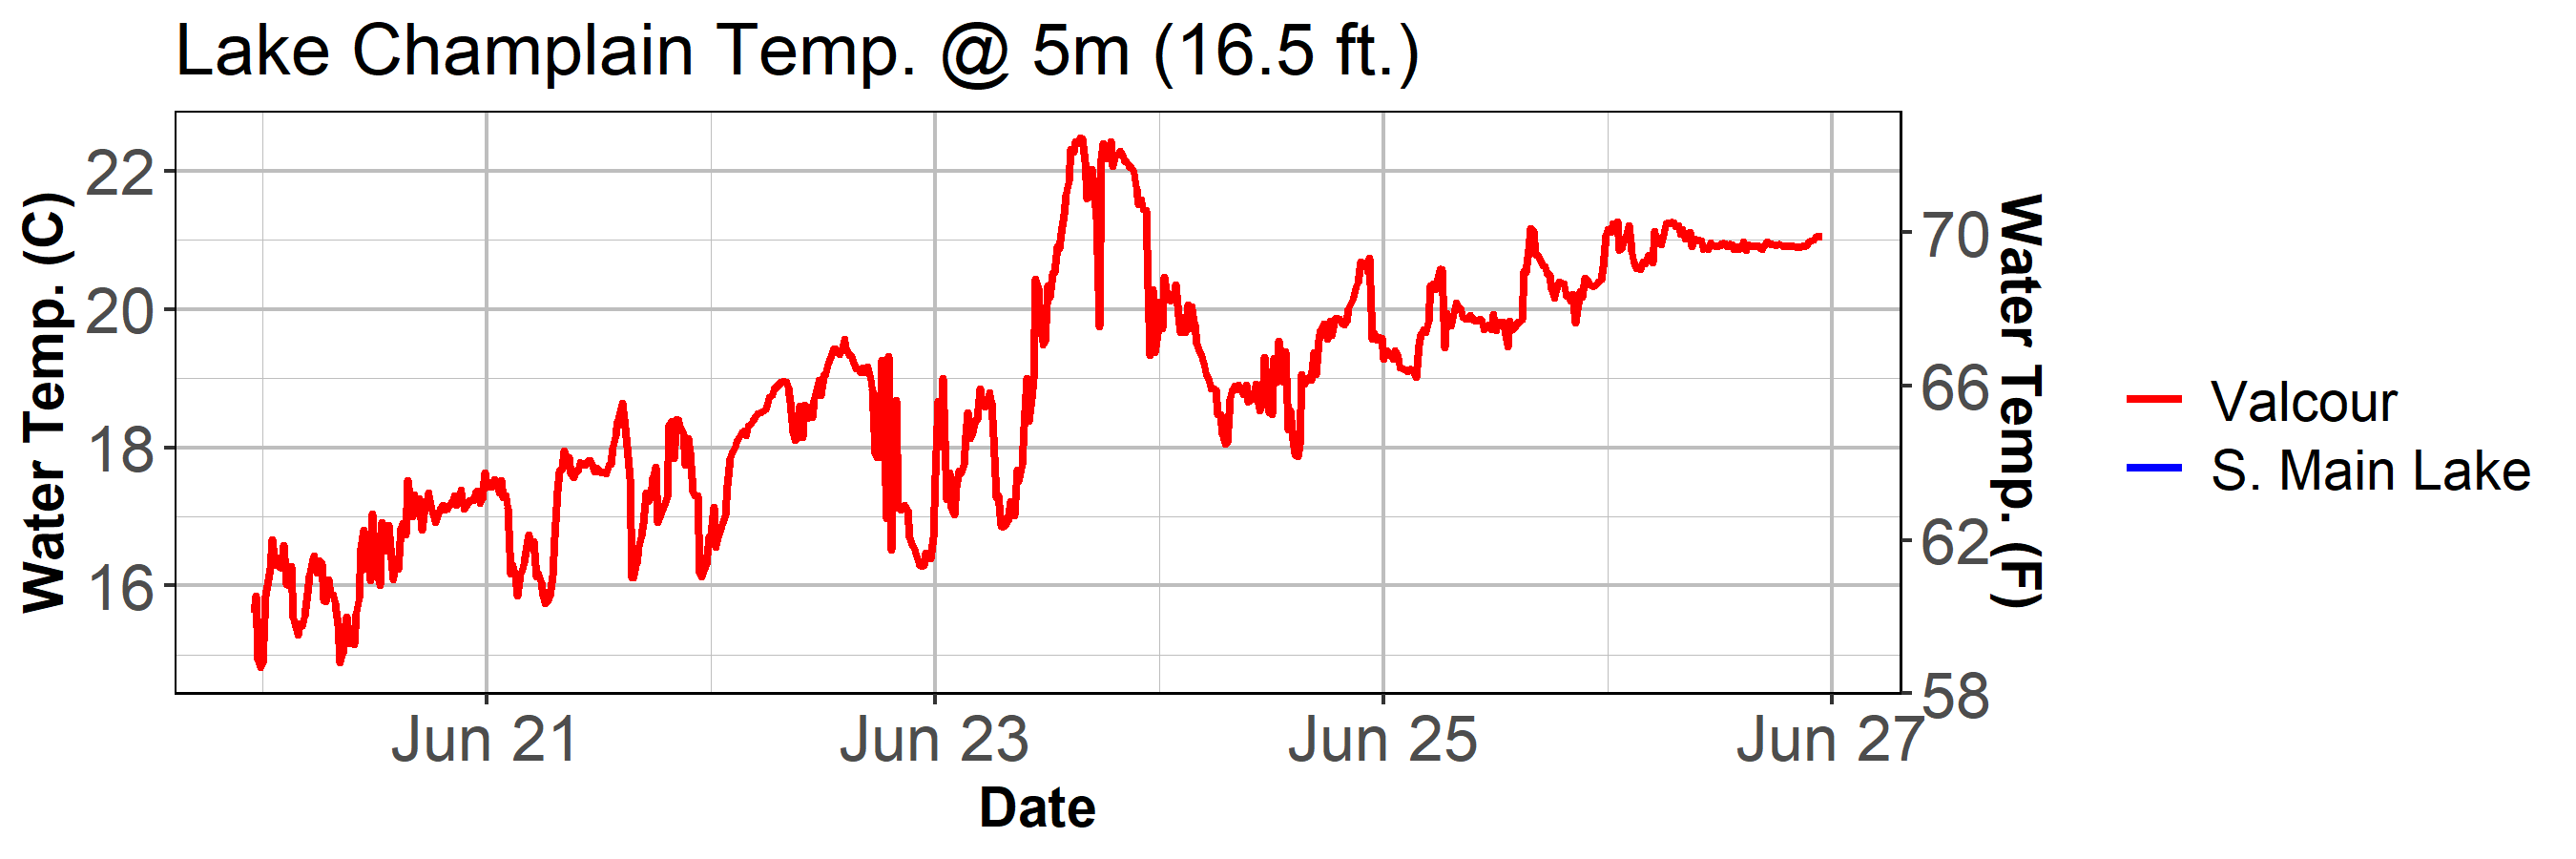 Lake Champlain Temp. @ 5m (16.5 ft.)
Water Temp. (C)
22
20
18
16
70
66
62
58
Water Temp. (F)
Jun 21
Jun 23
Jun 25
Jun 27
Date
Valcour
S. Main Lake